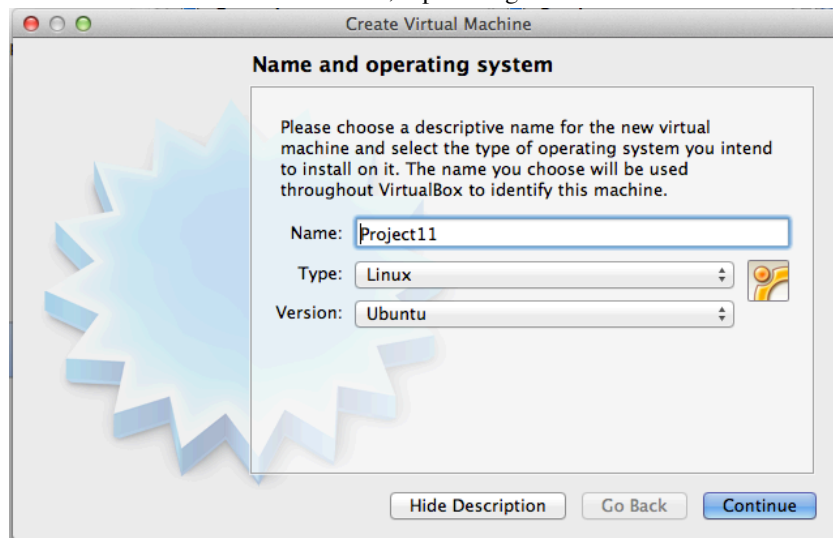 Create Virtual Machine
Name and operating system
Please choose a descriptive name for the new virtual
machine and select the type of operating system you intend
to install on it. The name you choose will be used
throughout VirtualBox to identify this machine.
Name: Project11
Type: Linux
Version: Ubuntu
Hide Description Go Back Continue